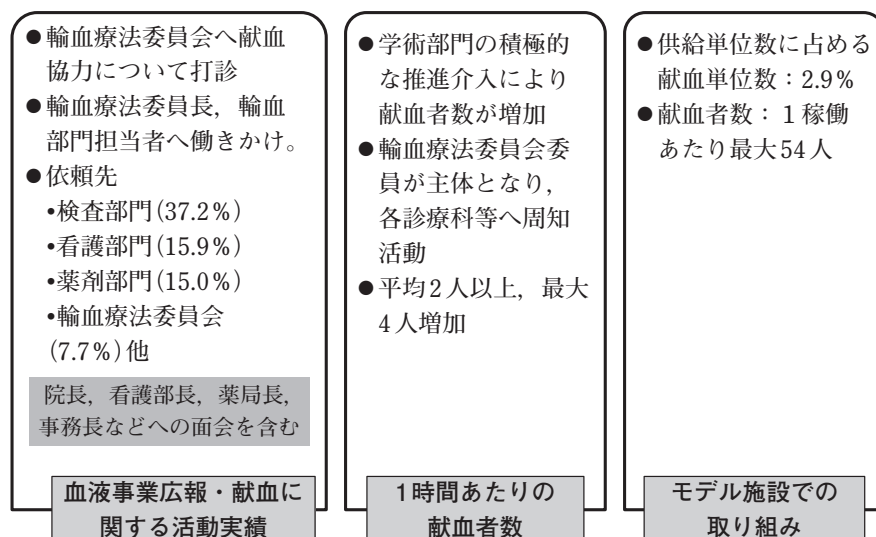 ●輸血療法委員会へ献血
協力について打診
●輸血療法委員長，輸血
部門担当者へ働きかけ。
●依頼先
•検査部門(37.2%)
•看護部門(15.9%)
•薬剤部門(15.0%)
•輸血療法委員会
(7.7%)他
院長，看護部長，薬局長，
事務長などへの面会を含む
血液事業広報・献血に
関する活動実績
●学術部門の積極的
な推進介入により
献血者数が増加
●輸血療法委員会委
員が主体となり，
各診療科等へ周知
活動
●平均2人以上，最大
4人増加
1時間あたりの
献血者数
●供給単位数に占める
献血単位数：2.9%
●献血者数：1稼働
あたり最大54人
モデル施設での
取り組み